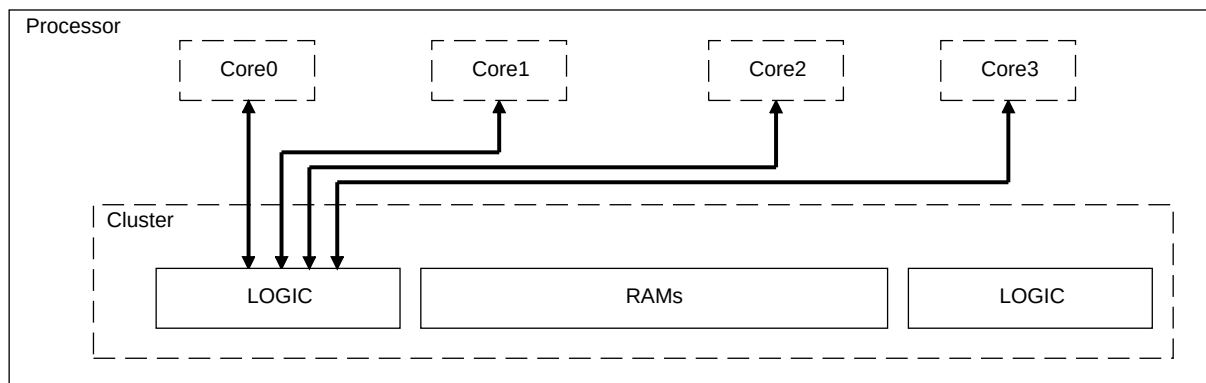 Processor
Core0
Core1
Core2
Core3
Cluster
LOGIC
RAMs
LOGIC